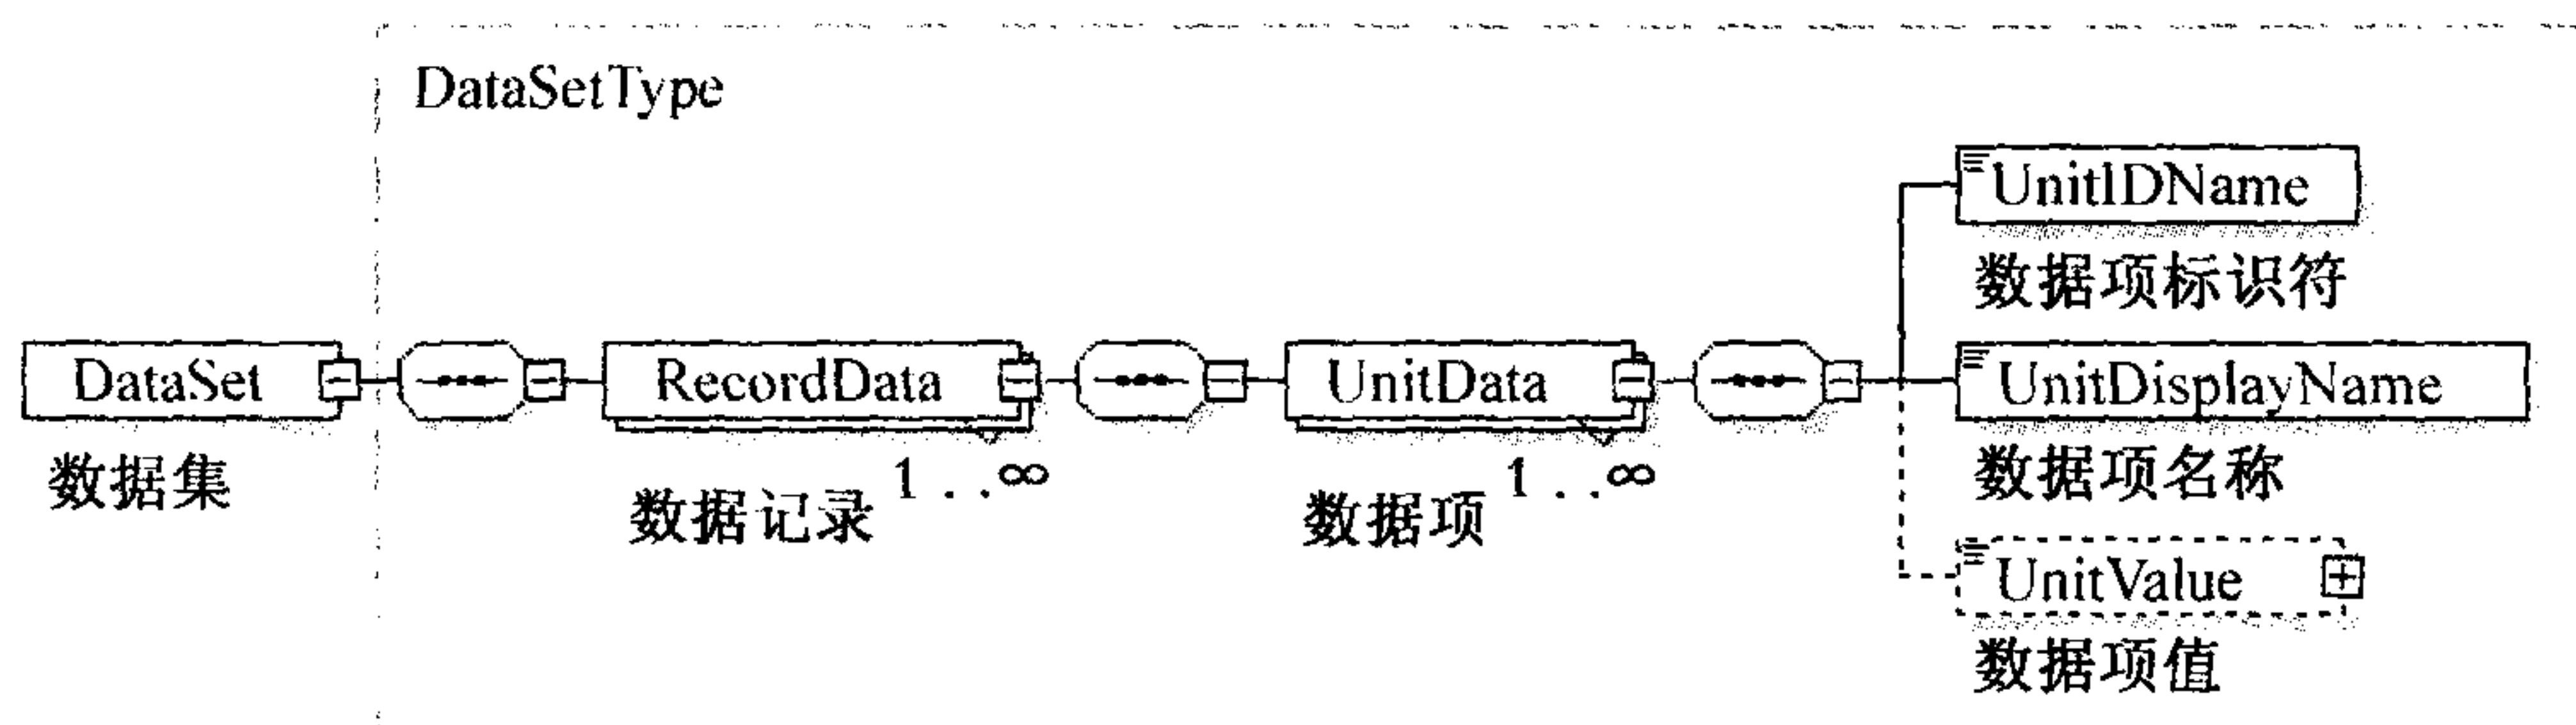 DataSetType
DataSet
数据集
RecordData
1..∞
数据记录
UnitData
1..∞
数据项
UnitIDName
数据项标识符
UnitDisplayName
数据项名称
UnitValue
数据项值